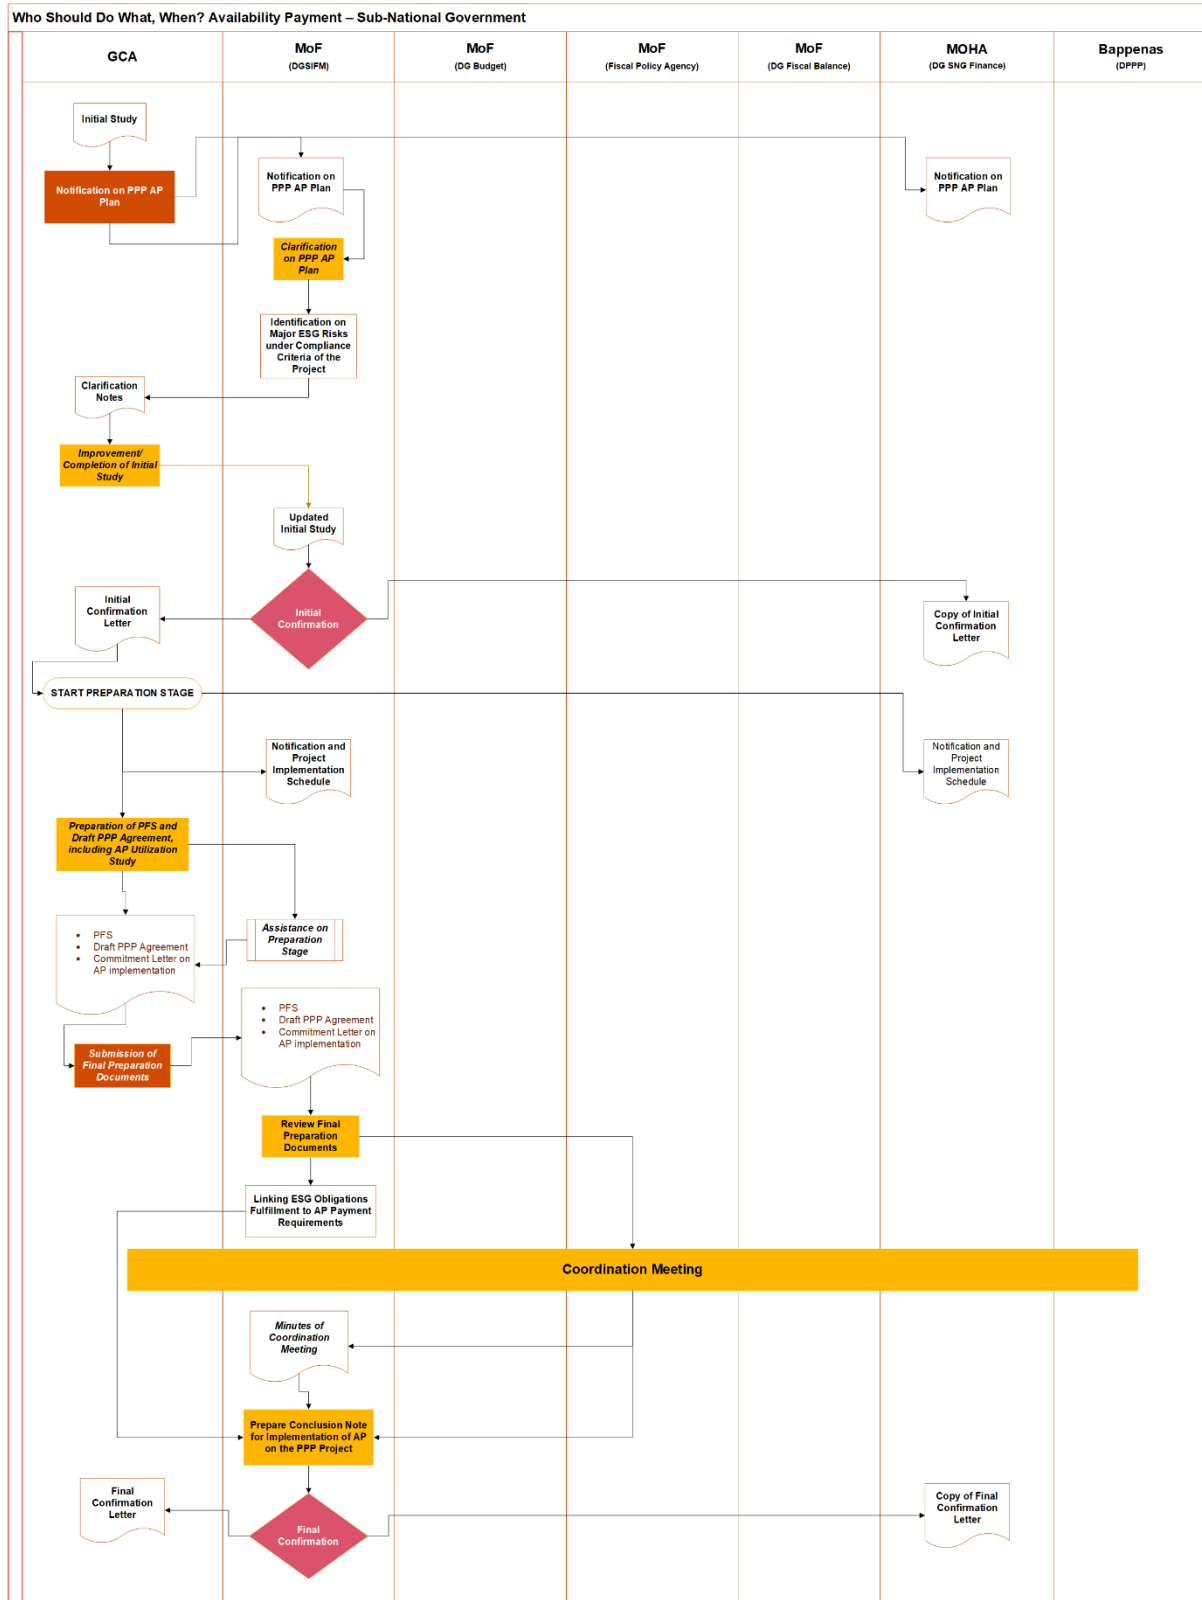 Who Should Do What, When? Availability Payment – Sub-National Government
GCA
MoF
(DGSIFM)
MoF
(DG Budget)
MoF
(Fiscal Policy Agency)
MoF
(DG Fiscal Balance)
MOHA
(DG SNG Finance)
Bappenas
(DPPP)
Initial Study
Notification on PPP AP
Plan
Notification on
PPP AP Plan
Notification on
PPP AP Plan
Clarification
on PPP AP
Plan
Identification on
Major ESG Risks
under Compliance
Criteria of the
Project
Clarification
Notes
Improvement/
Completion of Initial
Study
Updated
Initial Study
Initial
Confirmation
Letter
Initial
Confirmation
Copy of Initial
Confirmation
Letter
START PREPARATION STAGE
Notification and
Project
Implementation
Schedule
Notification and
Project
Implementation
Schedule
Preparation of PFS and
Draft PPP Agreement,
including AP Utilization
Study
• PFS
• Draft PPP Agreement
• Commitment Letter on
AP implementation
Assistance on
Preparation
Stage
• PFS
• Draft PPP Agreement
• Commitment Letter on
AP implementation
Submission of
Final Preparation
Documents
Review Final
Preparation
Documents
Linking ESG Obligations
Fulfillment to AP Payment
Requirements
Coordination Meeting
Minutes of
Coordination
Meeting
Prepare Conclusion Note
for Implementation of AP
on the PPP Project
Final
Confirmation
Letter
Final
Confirmation
Copy of Final
Confirmation
Letter